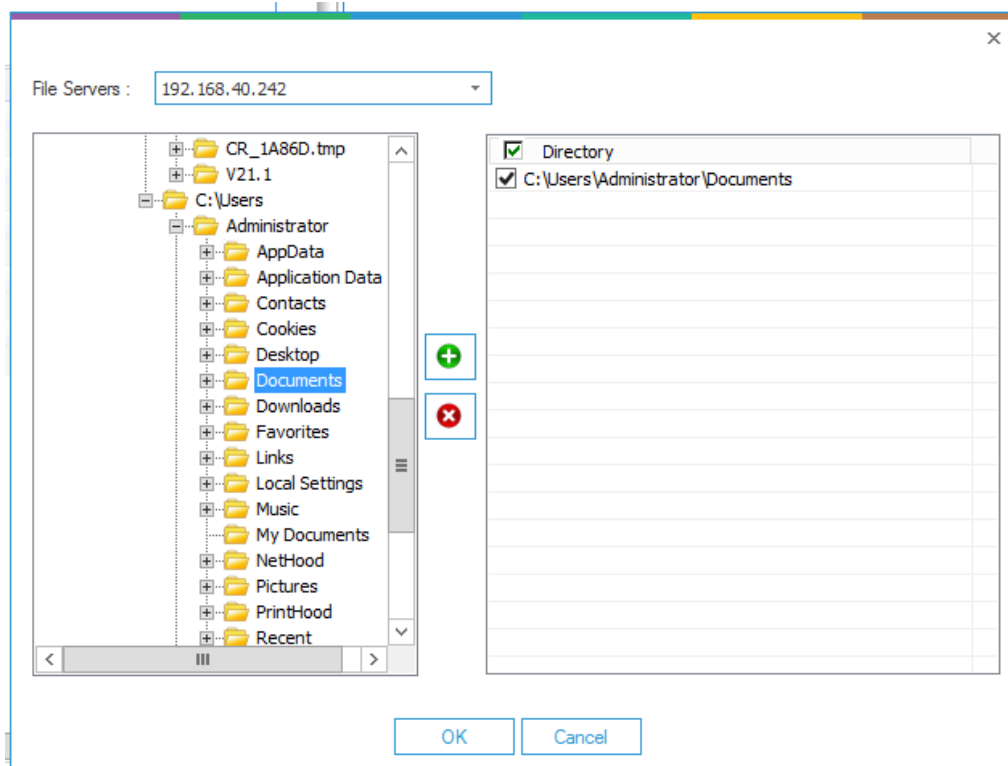 File Servers :
192.168.40.242
CR_1A86D.tmp
V21.1
C:\Users
Administrator
AppData
Application Data
Contacts
Cookies
Desktop
Documents
Downloads
Favorites
Links
Local Settings
Music
My Documents
NetHood
Pictures
PrintHood
Recent
Directory
C:\Users\Administrator\Documents
OK
Cancel